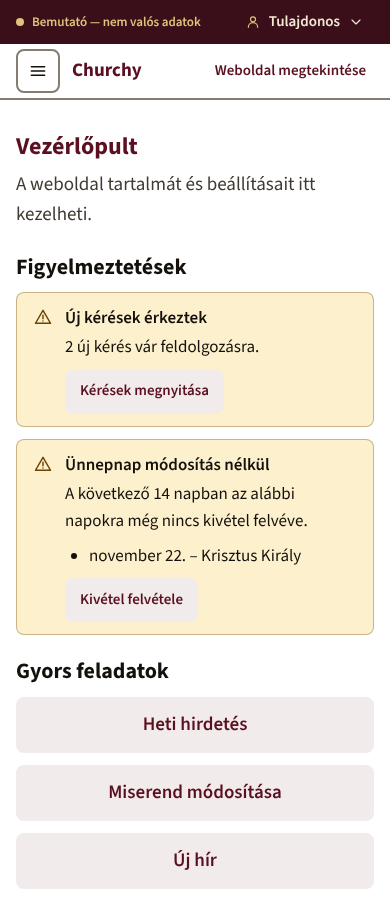 Bemutató — nem valós adatok
Tulajdonos
Churchy
Weboldal megtekintése
Vezérlőpult
A weboldal tartalmát és beállításait itt
kezelheti.
Figyelmeztetések
Új kérések érkeztek
2 új kérés vár feldolgozásra.
Kérések megnyitása
Ünnepnap módosítás nélkül
A következő 14 napban az alábbi
napokra még nincs kivétel felvéve.
november 22. – Krisztus Király
Kivétel felvétele
Gyors feladatok
Heti hirdetés
Miserend módosítása
Új hír